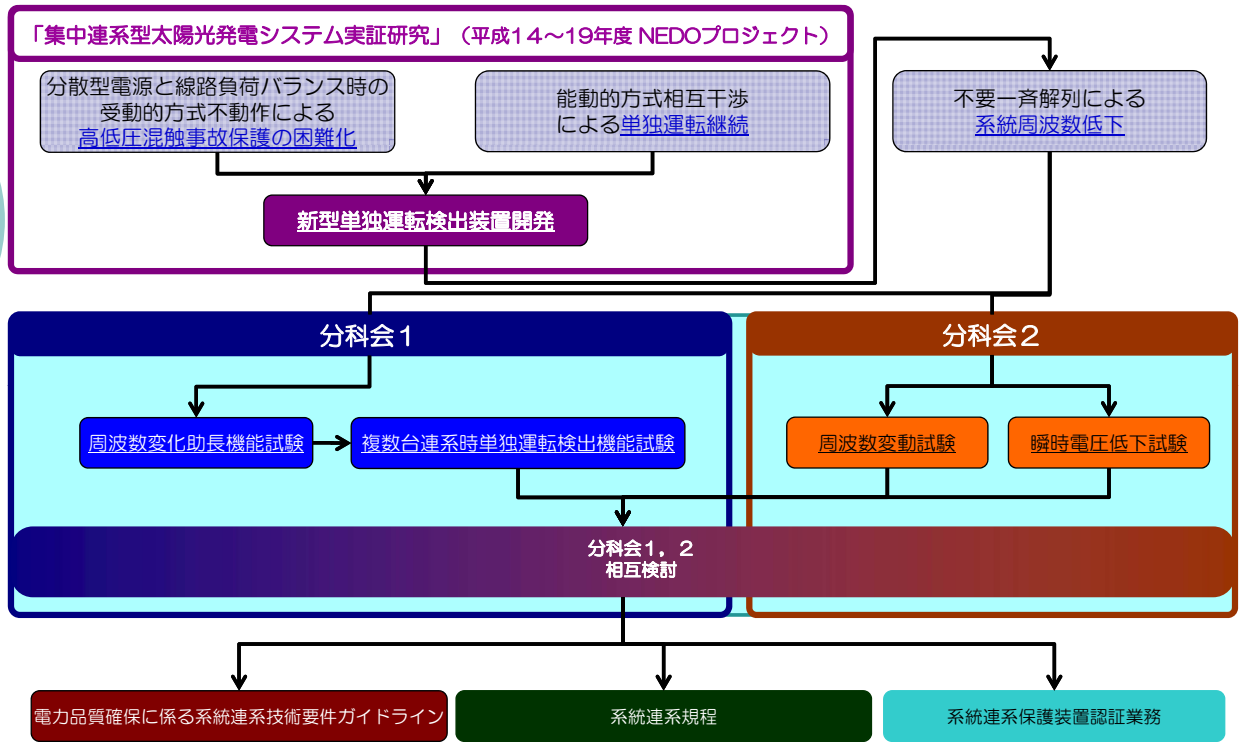 「集中連系型太陽光発電システム実証研究」（平成１４～19年度 NEDOプロジェクト）
分散型電源と線路負荷バランス時の
受動的方式不動作による
高低圧混触事故保護の困難化
能動的方式相互干渉
による単独運転継続
不要一斉解列による
系統周波数低下
新型単独運転検出装置開発
分科会１
分科会２
周波数変化助長機能試験
複数台連系時単独運転検出機能試験
周波数変動試験
瞬時電圧低下試験
分科会１，２
相互検討
電力品質確保に係る系統連系技術要件ガイドライン
系統連系規程
系統連系保護装置認証業務